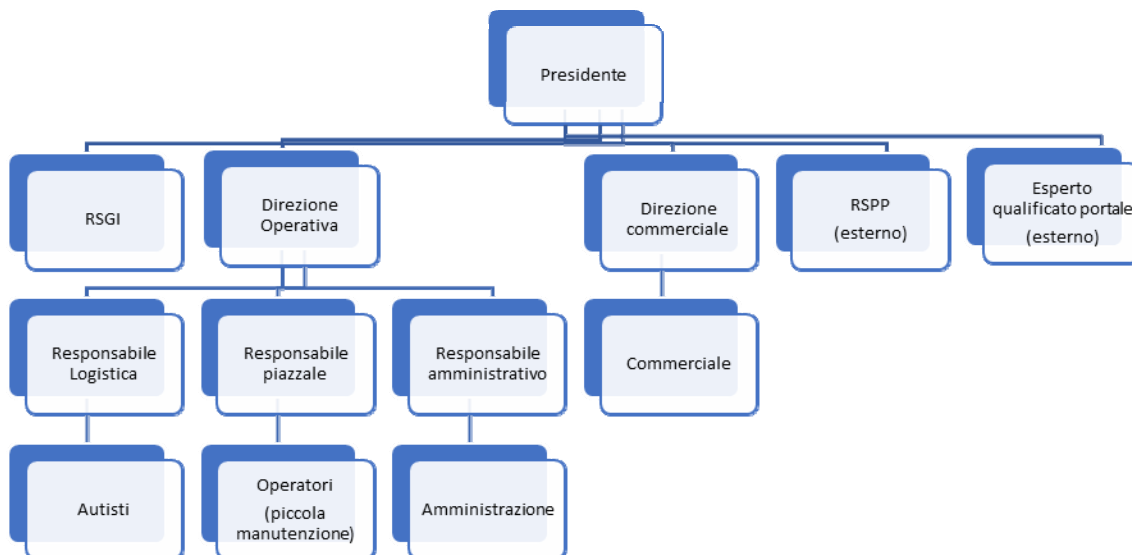 Presidente
RSGI
Direzione
Operativa
Direzione
commerciale
RSPP
(esterno)
Esperto
qualificato portale
(esterno)
Responsabile
Logistica
Responsabile
piazzale
Responsabile
amministrativo
Commerciale
Autisti
Operatori
(piccola
manutenzione)
Amministrazione